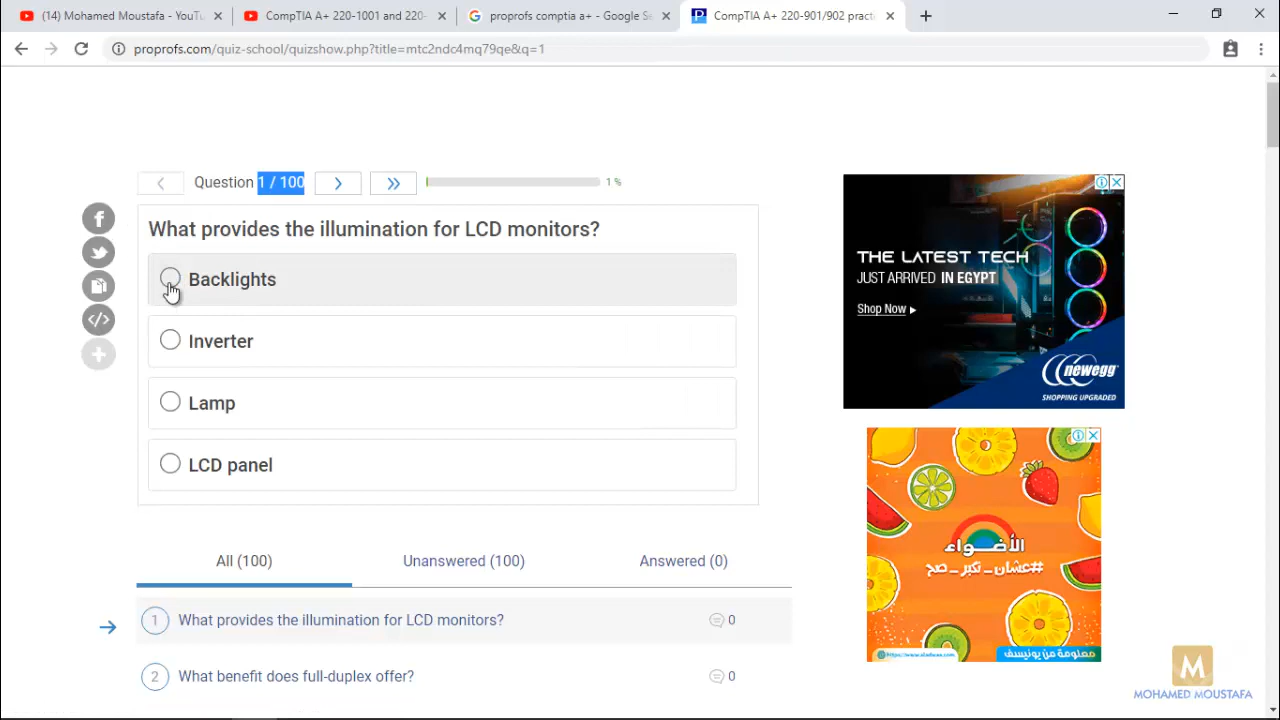 (14) Mohamed Moustafa - YouTu
CompTIA A+ 220-1001 and 220-
proprofs comptia a+ - Google Se
CompTIA A+ 220-901/902 practi
proprofs.com/quiz-school/quizshow.php?title=mtc2ndc4mq79qe&q=1
Question 1 / 100
1 %
What provides the illumination for LCD monitors?
Backlights
Inverter
Lamp
LCD panel
All (100)
Unanswered (100)
Answered (0)
1 What provides the illumination for LCD monitors? 0
2 What benefit does full-duplex offer? 0
THE LATEST TECH
JUST ARRIVED IN EGYPT
Shop Now
newegg
SHOPPING UPGRADED
الأضواء
#عشان_تكبر_صح
معلومة من يونيسف
M
MOHAMED MOUSTAFA